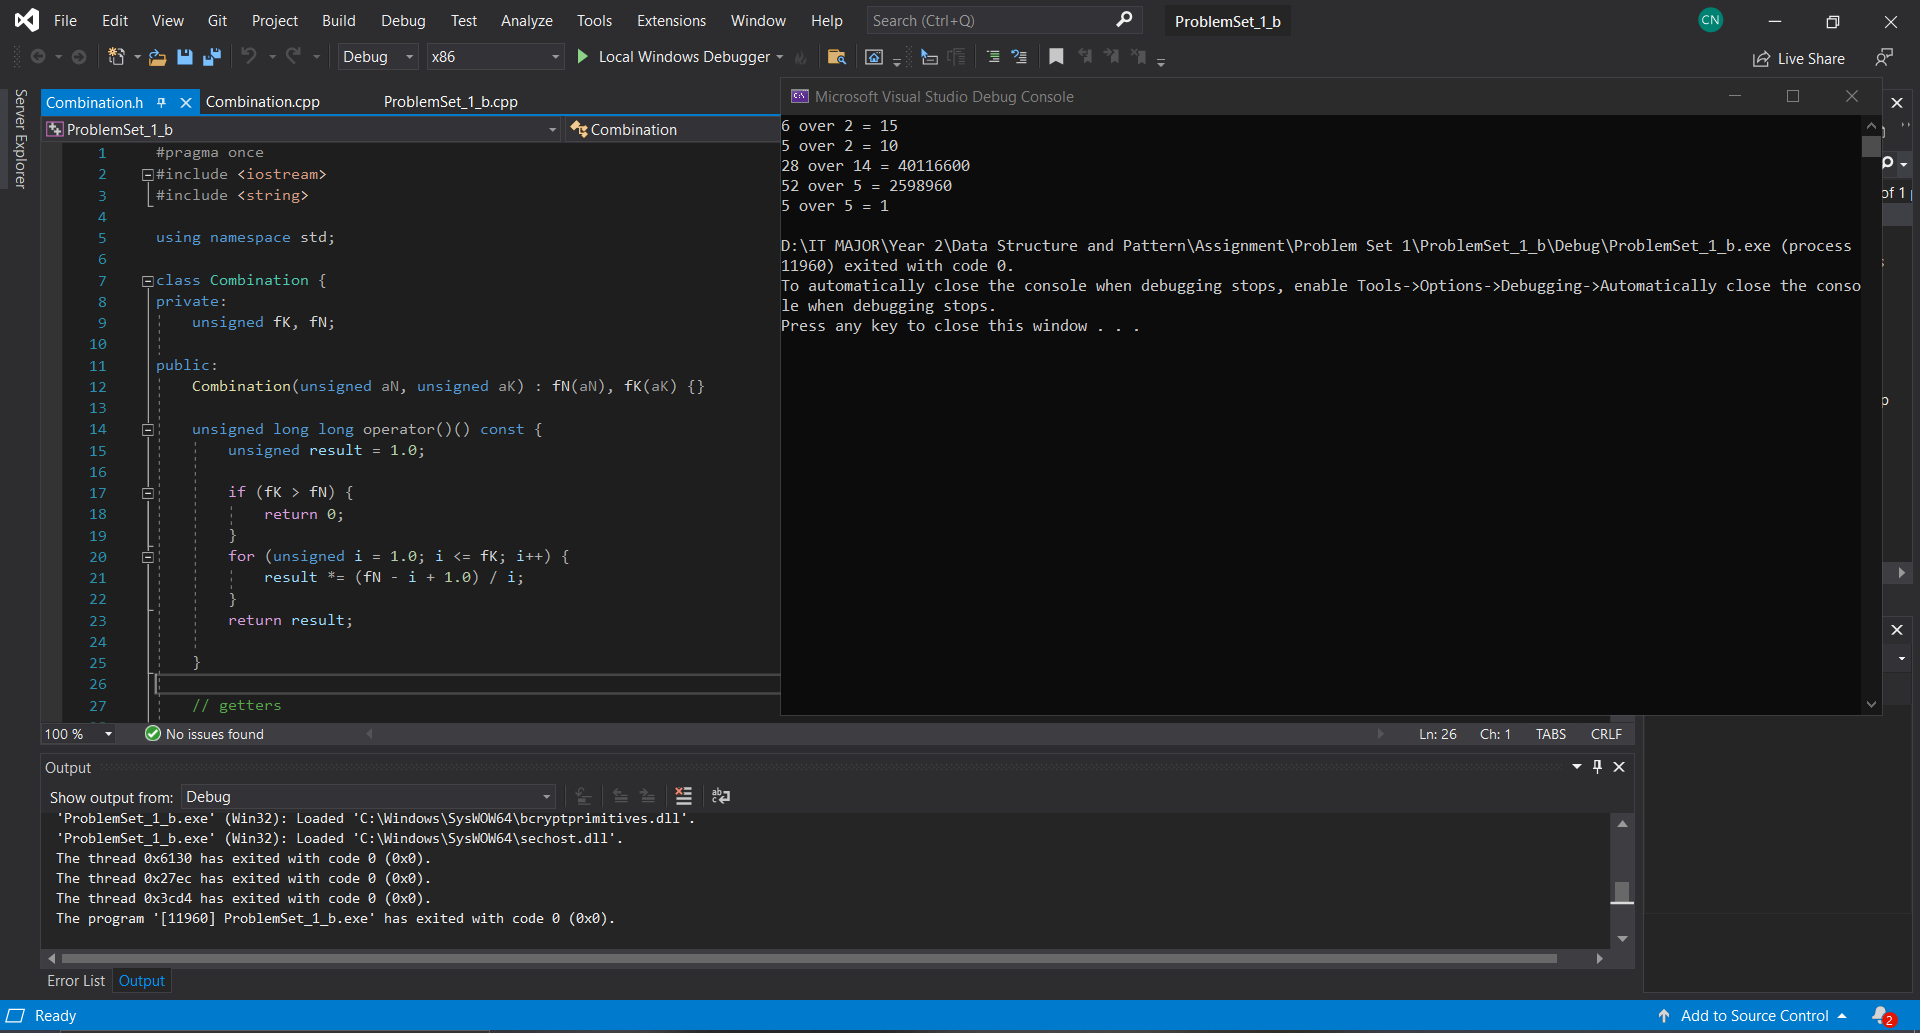 File Edit View Git Project Build Debug Test Analyze Tools Extensions Window Help Search (Ctrl+Q) ProblemSet_1_b CN
Debug x86 Local Windows Debugger Live Share
Server Explorer
Combination.h Combination.cpp ProblemSet_1_b.cpp
ProblemSet_1_b Combination
1 #pragma once
2 #include <iostream>
3 #include <string>
4
5 using namespace std;
6
7 class Combination {
8 private:
9 unsigned fK, fN;
10
11 public:
12 Combination(unsigned aN, unsigned aK) : fN(aN), fK(aK) {}
13
14 unsigned long long operator()() const {
15 unsigned result = 1.0;
16
17 if (fK > fN) {
18 return 0;
19 }
20 for (unsigned i = 1.0; i <= fK; i++) {
21 result *= (fN - i + 1.0) / i;
22 }
23 return result;
24
25 }
26
27 // getters
Microsoft Visual Studio Debug Console
6 over 2 = 15
5 over 2 = 10
28 over 14 = 40116600
52 over 5 = 2598960
5 over 5 = 1
D:\IT MAJOR\Year 2\Data Structure and Pattern\Assignment\Problem Set 1\ProblemSet_1_b\Debug\ProblemSet_1_b.exe (process
11960) exited with code 0.
To automatically close the console when debugging stops, enable Tools->Options->Debugging->Automatically close the conso
le when debugging stops.
Press any key to close this window . . .
of 1
100 % No issues found Ln: 26 Ch: 1 TABS CRLF
Output
Show output from: Debug
'ProblemSet_1_b.exe' (Win32): Loaded 'C:\Windows\SysWOW64\bcryptprimitives.dll'.
'ProblemSet_1_b.exe' (Win32): Loaded 'C:\Windows\SysWOW64\sechost.dll'.
The thread 0x6130 has exited with code 0 (0x0).
The thread 0x27ec has exited with code 0 (0x0).
The thread 0x3cd4 has exited with code 0 (0x0).
The program '[11960] ProblemSet_1_b.exe' has exited with code 0 (0x0).
Error List Output
Ready Add to Source Control 2